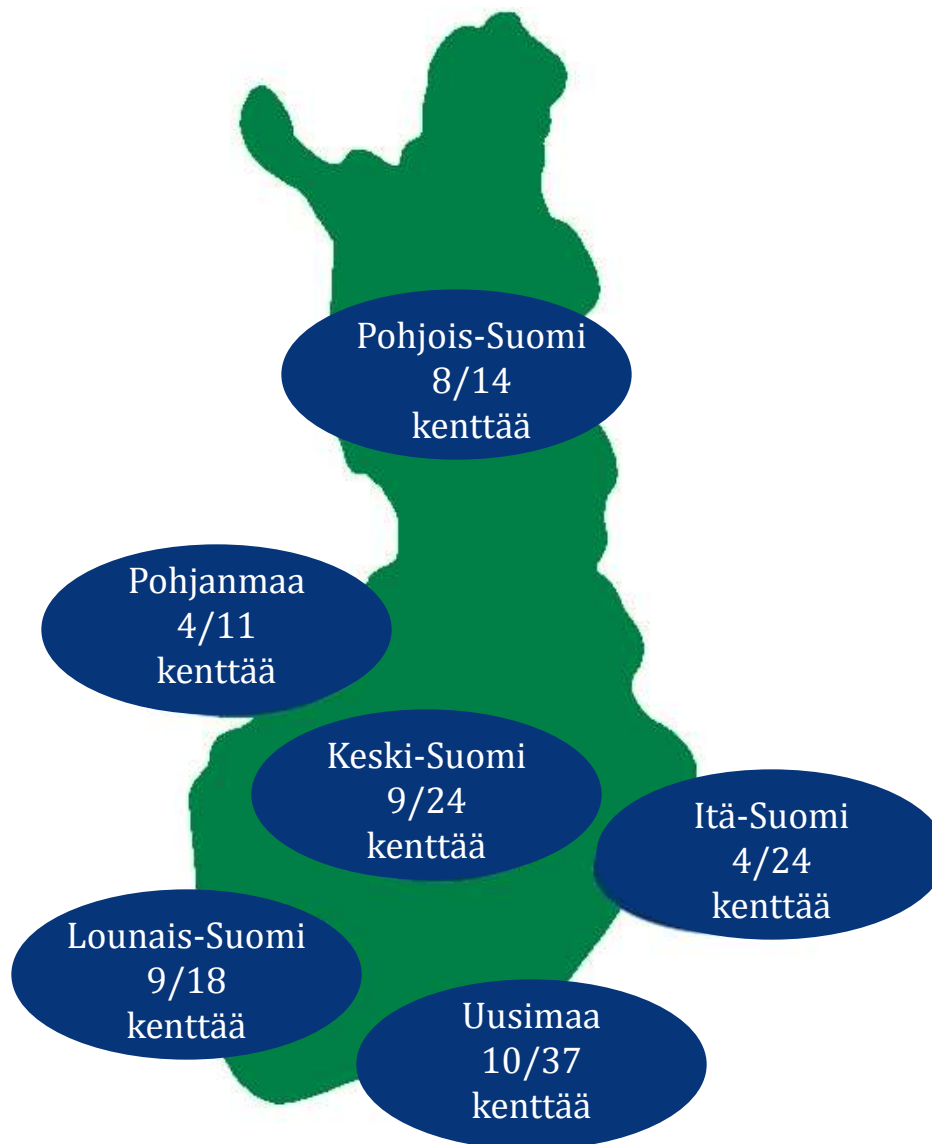 Pohjois-Suomi
8/14
kenttää
Pohjanmaa
4/11
kenttää
Keski-Suomi
9/24
kenttää
Itä-Suomi
4/24
kenttää
Lounais-Suomi
9/18
kenttää
Uusimaa
10/37
kenttää